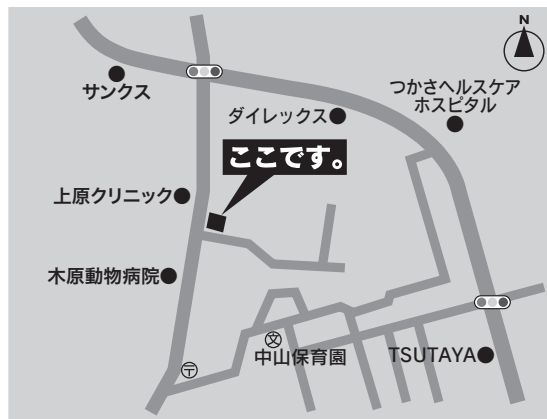 N
サンクス
ダイレックス
つかさヘルスケア
ホスピタル
ここです。
上原クリニック
木原動物病院
〒
文
中山保育園
TSUTAYA